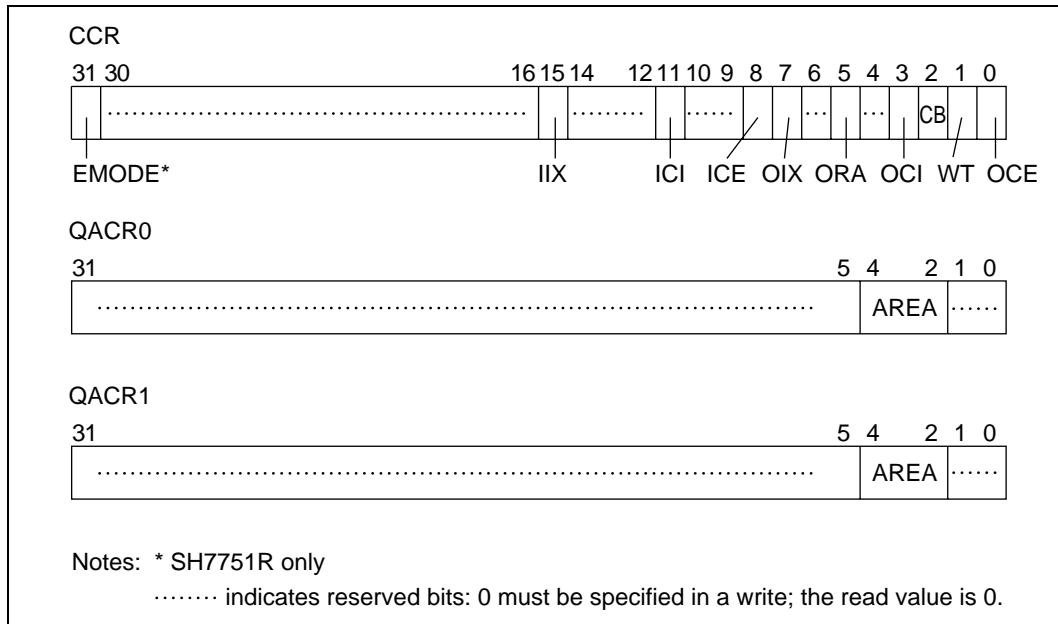 CCR
31 30 16 15 14 12 11 10 9 8 7 6 5 4 3 2 1 0
CB
EMODE* IIX ICI ICE OIX ORA OCI WT OCE
QACR0
31 5 4 2 1 0
AREA
QACR1
31 5 4 2 1 0
AREA
Notes: * SH7751R only
········ indicates reserved bits: 0 must be specified in a write; the read value is 0.